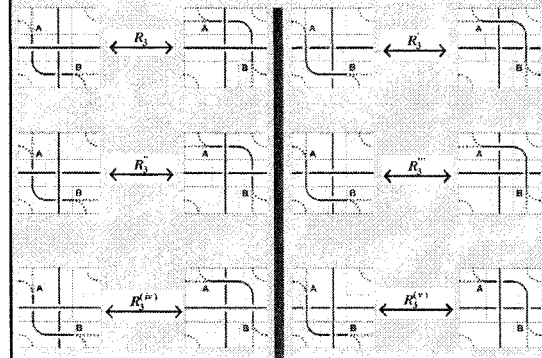 A B R₃ A B A B R₃ A B
A B R₃″ A B A B R₃‴ A B
A B R₃⁽ⁱᵛ⁾ A B A B R₃⁽ᵛ⁾ A B